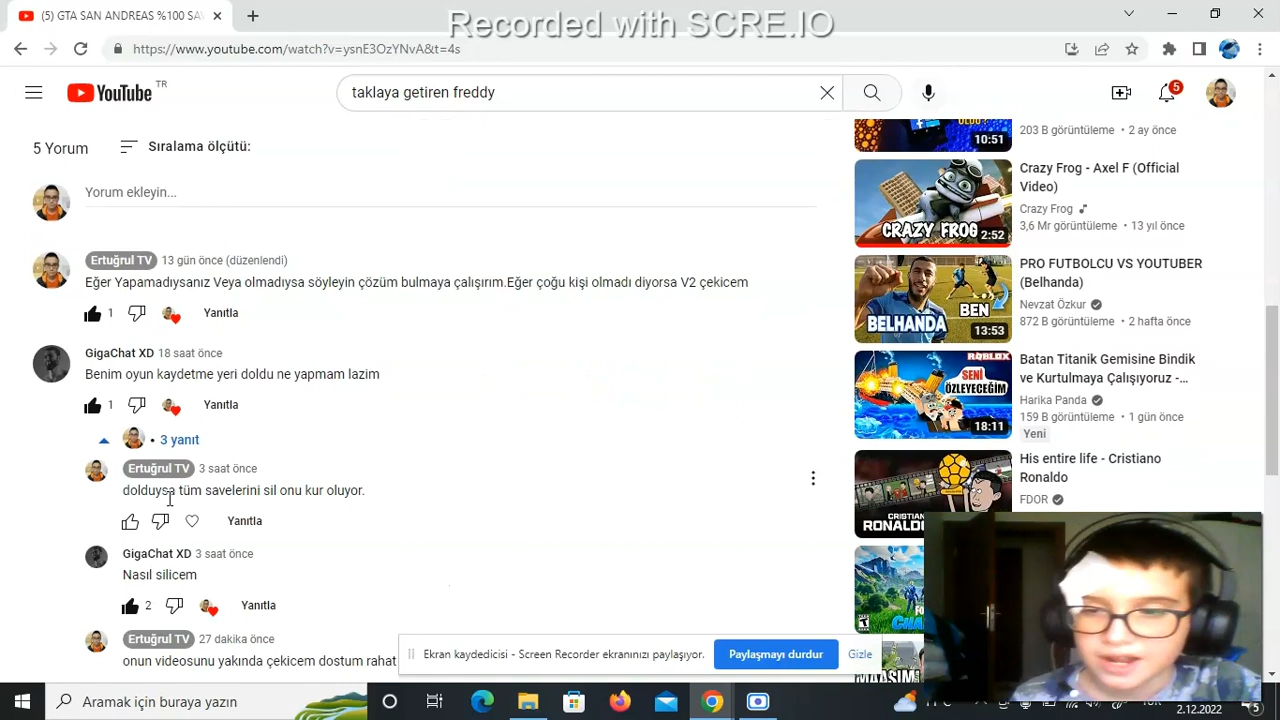 Recorded with SCRE.IO
(5) GTA SAN ANDREAS %100 SAV
https://www.youtube.com/watch?v=ysnE3OzYNvA&t=4s
YouTube TR
taklaya getiren freddy
5
5 Yorum
Sıralama ölçütü:
Yorum ekleyin...
Ertuğrul TV 13 gün önce (düzenlendi)
Eğer Yapamadıysanız Veya olmadıysa söyleyin çözüm bulmaya çalışırım.Eğer çoğu kişi olmadı diyorsa V2 çekicem
1 Yanıtla
GigaChat XD 18 saat önce
Benim oyun kaydetme yeri doldu ne yapmam lazim
1 Yanıtla
• 3 yanıt
Ertuğrul TV 3 saat önce
dolduysa tüm savelerini sil onu kur oluyor.
Yanıtla
GigaChat XD 3 saat önce
Nasıl silicem
2 Yanıtla
Ertuğrul TV 27 dakika önce
onun videosunu yakında çekicem dostum rahat
OLDU?
10:51
203 B görüntüleme • 2 ay önce
CRAZY FROG
2:52
Crazy Frog - Axel F (Official
Video)
Crazy Frog
3,6 Mr görüntüleme • 13 yıl önce
BELHANDA
BEN
13:53
PRO FUTBOLCU VS YOUTUBER
(Belhanda)
Nevzat Özkur
872 B görüntüleme • 2 hafta önce
ROBLOX
SENİ
ÖZLEYECEĞİM
18:11
Batan Titanik Gemisine Bindik
ve Kurtulmaya Çalışıyoruz -...
Harika Panda
159 B görüntüleme • 1 gün önce
Yeni
CRISTIAN
RONALD
His entire life - Cristiano
Ronaldo
FDOR
MAAŞIM
Ekran kaydedicisi - Screen Recorder ekranınızı paylaşıyor.
Paylaşmayı durdur
Gizle
Aramak için buraya yazın
2.12.2022
5